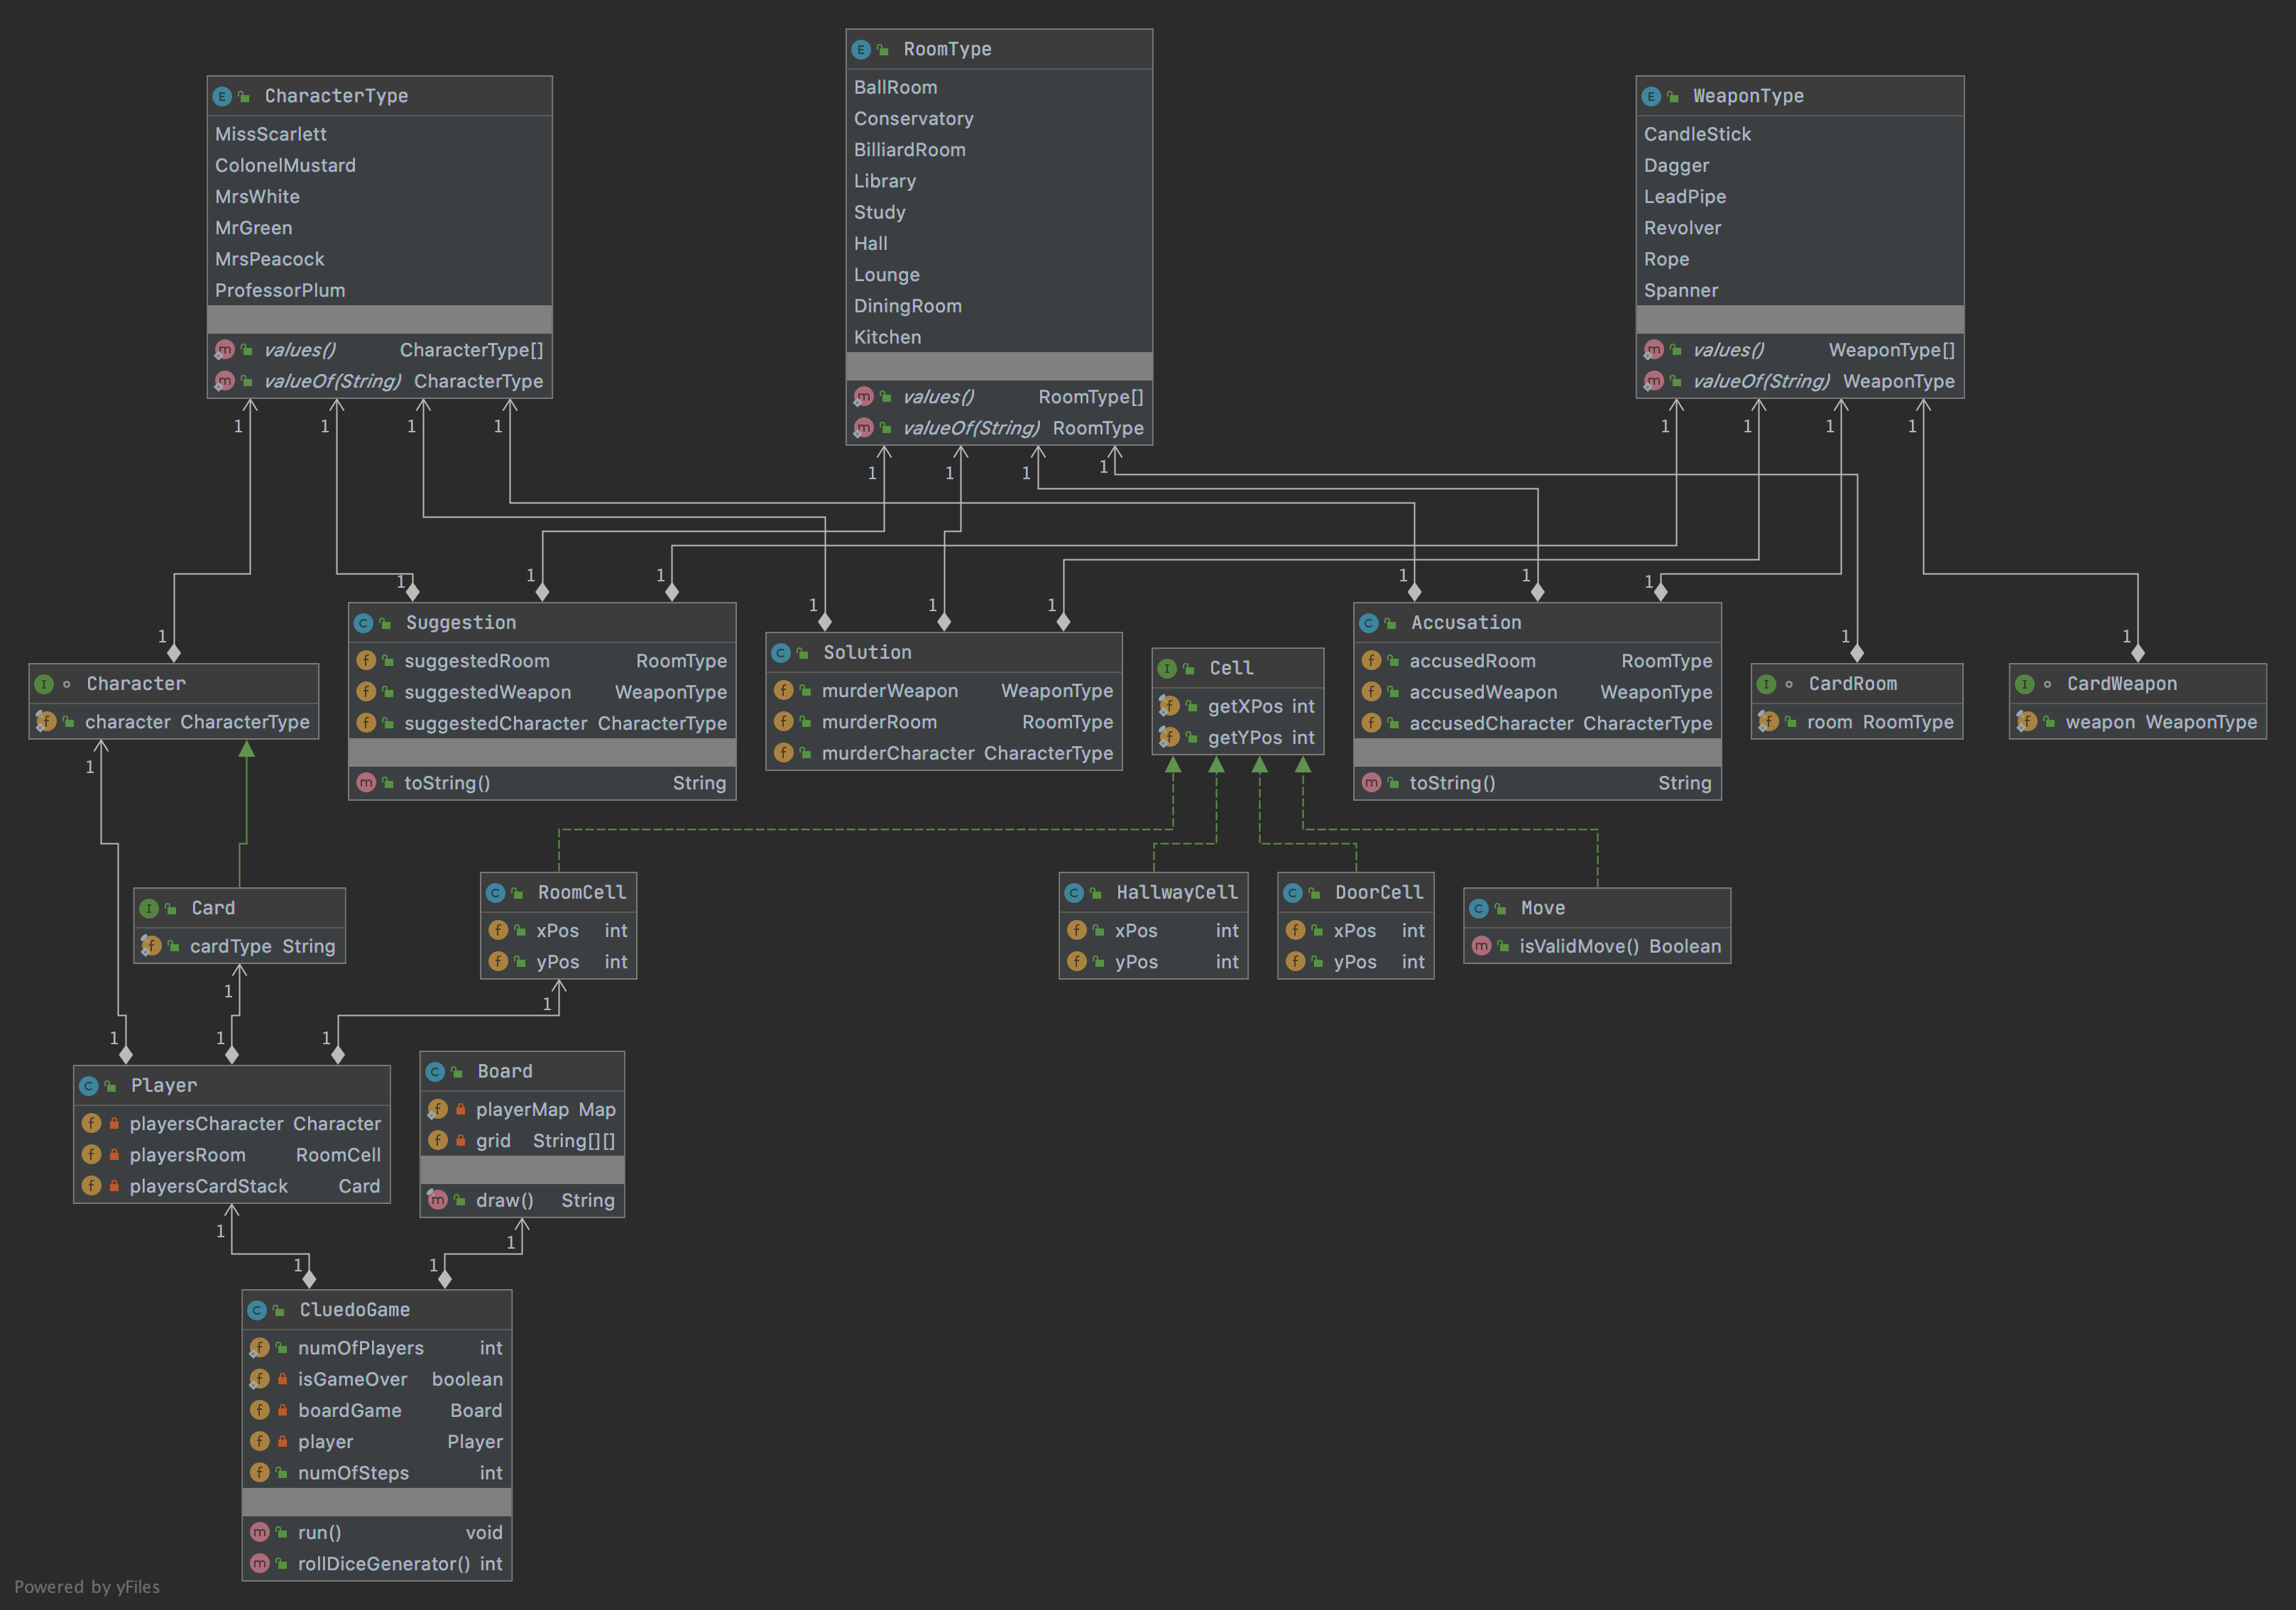 RoomType
BallRoom
Conservatory
BilliardRoom
Library
Study
Hall
Lounge
DiningRoom
Kitchen
values() RoomType[]
valueOf(String) RoomType
CharacterType
MissScarlett
ColonelMustard
MrsWhite
MrGreen
MrsPeacock
ProfessorPlum
values() CharacterType[]
valueOf(String) CharacterType
WeaponType
CandleStick
Dagger
LeadPipe
Revolver
Rope
Spanner
values() WeaponType[]
valueOf(String) WeaponType
1 1 1 1
1 1 1 1
1 1 1 1
1 1 1 1
1 1 1
1 1 1
1 1
Character
character CharacterType
Suggestion
suggestedRoom RoomType
suggestedWeapon WeaponType
suggestedCharacter CharacterType
toString() String
Solution
murderWeapon WeaponType
murderRoom RoomType
murderCharacter CharacterType
Cell
getXPos int
getYPos int
Accusation
accusedRoom RoomType
accusedWeapon WeaponType
accusedCharacter CharacterType
toString() String
CardRoom
room RoomType
CardWeapon
weapon WeaponType
1
Card
cardType String
RoomCell
xPos int
yPos int
HallwayCell
xPos int
yPos int
DoorCell
xPos int
yPos int
Move
isValidMove() Boolean
1 1
1 1 1
Player
playersCharacter Character
playersRoom RoomCell
playersCardStack Card
Board
playerMap Map
grid String[][]
draw() String
1 1
1 1
CluedoGame
numOfPlayers int
isGameOver boolean
boardGame Board
player Player
numOfSteps int
run() void
rollDiceGenerator() int
Powered by yFiles